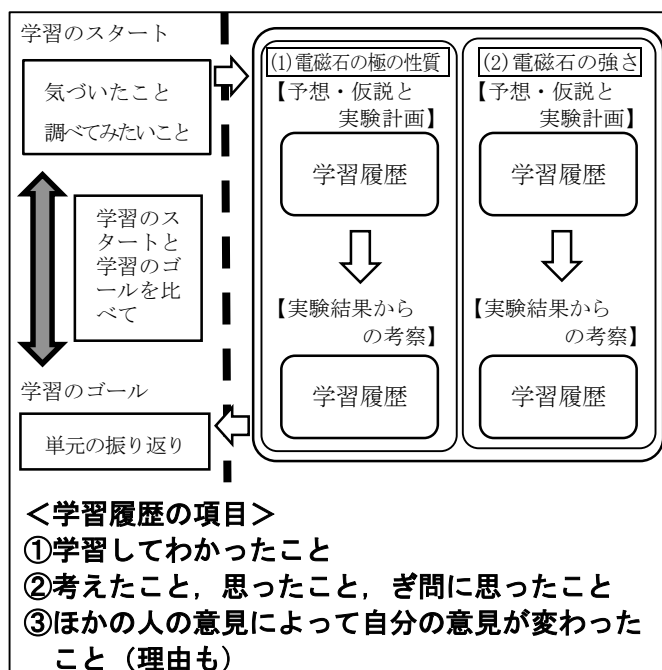 学習のスタート
気づいたこと
調べてみたいこと
学習のス
タートと
学習のゴ
ールを比
べて
学習のゴール
単元の振り返り
(1)電磁石の極の性質
【予想・仮説と
実験計画】
学習履歴
【実験結果から
の考察】
学習履歴
(2)電磁石の強さ
【予想・仮説と
実験計画】
学習履歴
【実験結果から
の考察】
学習履歴
＜学習履歴の項目＞
①学習してわかったこと
②考えたこと，思ったこと，ぎ問に思ったこと
③ほかの人の意見によって自分の意見が変わった
こと（理由も）